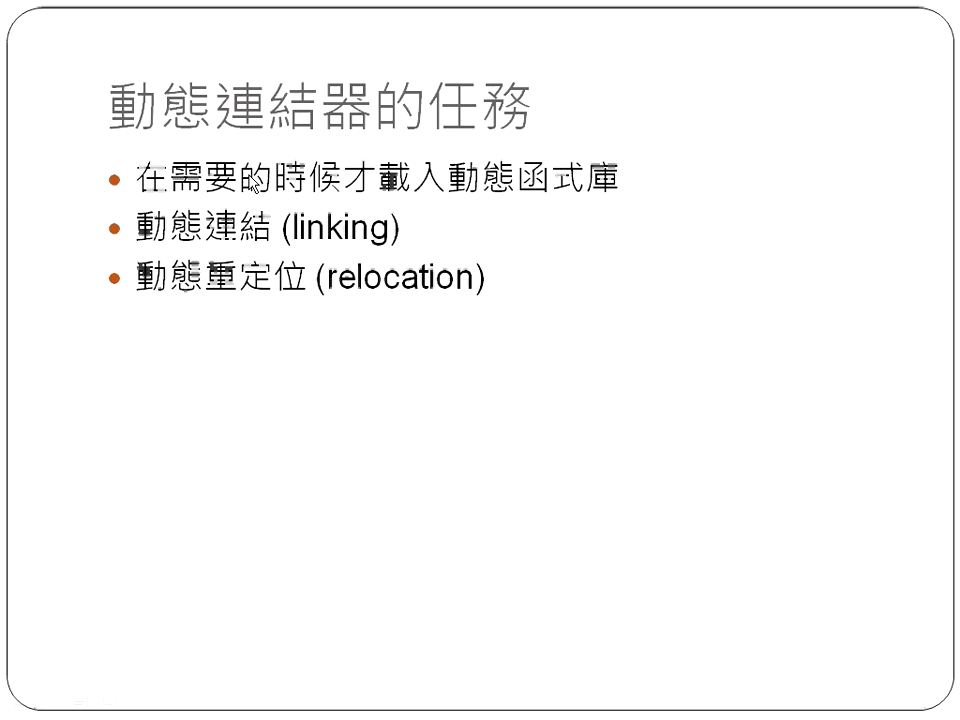 動態連結器的任務
• 在需要的時候才載入動態函式庫
• 動態連結 (linking)
• 動態重定位 (relocation)